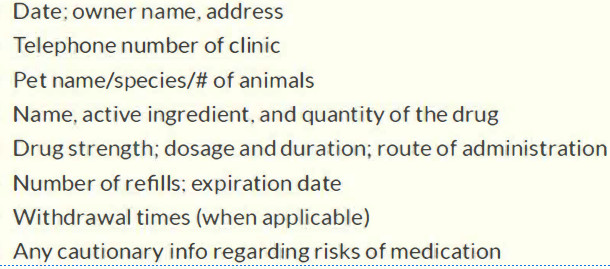 Date; owner name, address
Telephone number of clinic
Pet name/species/# of animals
Name, active ingredient, and quantity of the drug
Drug strength; dosage and duration; route of administration
Number of refills; expiration date
Withdrawal times (when applicable)
Any cautionary info regarding risks of medication